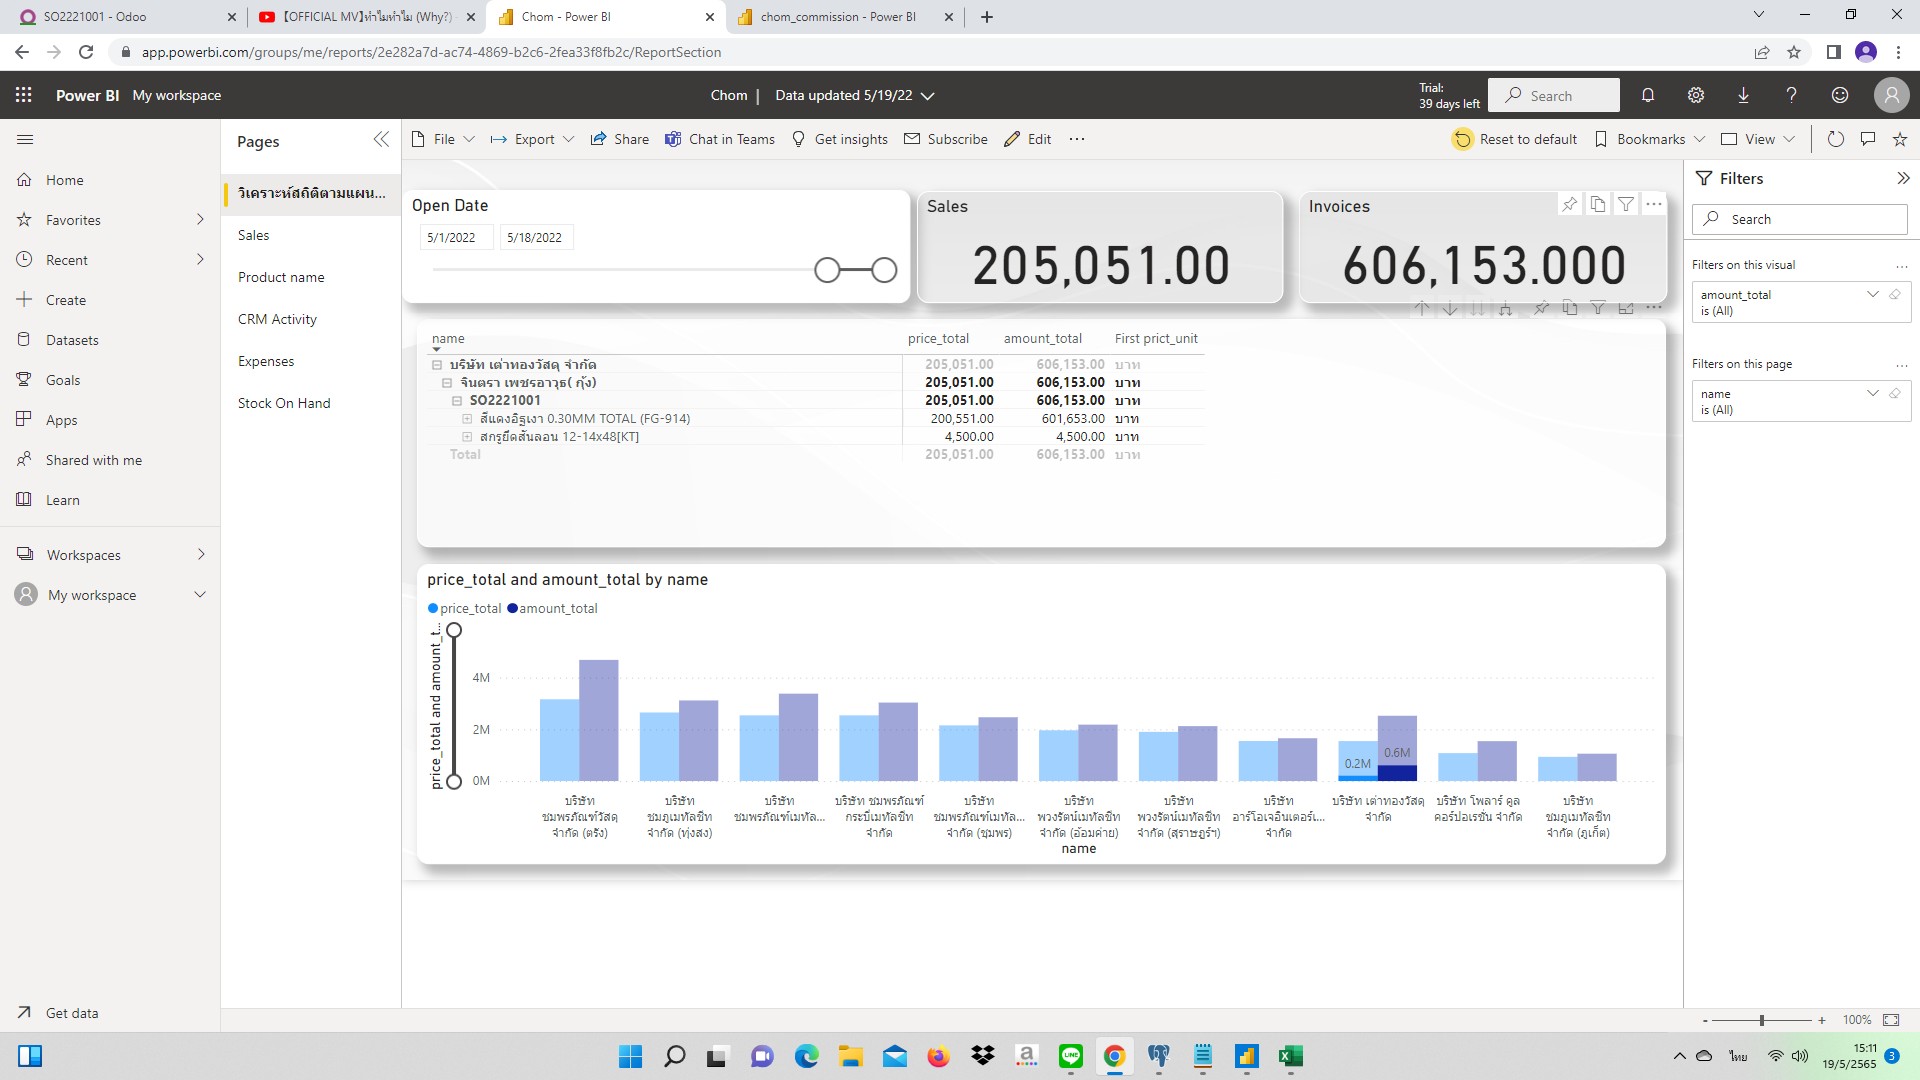 SO2221001 - Odoo
【OFFICIAL MV】ทำไมทำไม (Why?)
Chom - Power BI
chom_commission - Power BI
app.powerbi.com/groups/me/reports/2e282a7d-ac74-4869-b2c6-2fea33f8fb2c/ReportSection
Power BI My workspace
Chom | Data updated 5/19/22
Trial:
39 days left
Search
Pages
File
Export
Share
Chat in Teams
Get insights
Subscribe
Edit
Reset to default
Bookmarks
View
Home
Favorites
Recent
Create
Datasets
Goals
Apps
Shared with me
Learn
Workspaces
My workspace
Get data
วิเคราะห์สถิติตามแผน...
Sales
Product name
CRM Activity
Expenses
Stock On Hand
Open Date
5/1/2022
5/18/2022
Sales
205,051.00
Invoices
606,153.000
name price_total amount_total First prict_unit
บริษัท เต่าทองวัสดุ จำกัด 205,051.00 606,153.00 บาท
จินตรา เพชรอาวุธ( กุ้ง) 205,051.00 606,153.00 บาท
SO2221001 205,051.00 606,153.00 บาท
สีแดงอิฐเงา 0.30MM TOTAL (FG-914) 200,551.00 601,653.00 บาท
สกรูยึดสันลอน 12-14x48[KT] 4,500.00 4,500.00 บาท
Total 205,051.00 606,153.00 บาท
price_total and amount_total by name
price_total amount_total
price_total and amount_t...
4M
2M
0M
0.2M
0.6M
บริษัท
ชมพรภัณฑ์วัสดุ
จำกัด (ตรัง)
บริษัท
ชมภูเมทัลชีท
จำกัด (ทุ่งสง)
บริษัท
ชมพรภัณฑ์เมทัล...
บริษัท ชมพรภัณฑ์
กระบี่เมทัลชีท
จำกัด
บริษัท
ชมพรภัณฑ์เมทัล...
จำกัด (ชุมพร)
บริษัท
พวงรัตน์เมทัลชีท
จำกัด (อ้อมค่าย)
บริษัท
พวงรัตน์เมทัลชีท
จำกัด (สุราษฎร์ฯ)
บริษัท
อาร์โอเจอินเตอร์เ...
จำกัด
บริษัท เต่าทองวัสดุ
จำกัด
บริษัท โพลาร์ คูล
คอร์ปอเรชั่น จำกัด
บริษัท
ชมภูเมทัลชีท
จำกัด (ภูเก็ต)
name
Filters
Search
Filters on this visual
amount_total
is (All)
Filters on this page
name
is (All)
- + 100%
ไทย
15:11
19/5/2565
3